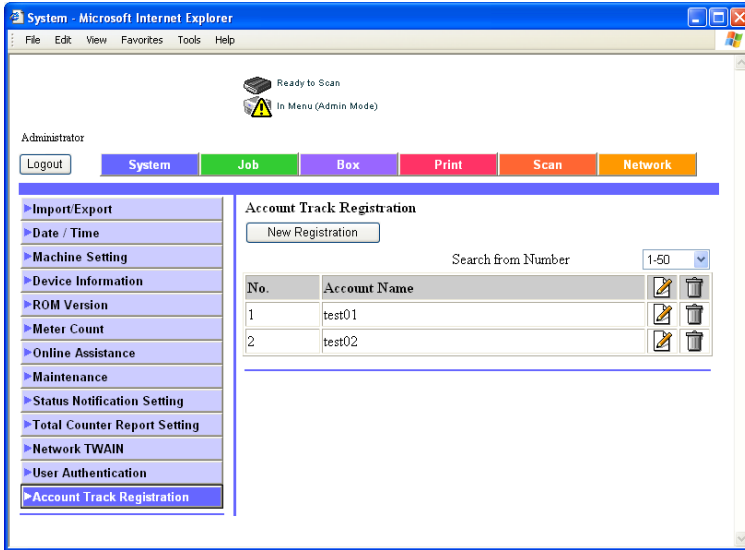 System - Microsoft Internet Explorer
File Edit View Favorites Tools Help
Ready to Scan
In Menu (Admin Mode)
Administrator
Logout System Job Box Print Scan Network
Import/Export
Date / Time
Machine Setting
Device Information
ROM Version
Meter Count
Online Assistance
Maintenance
Status Notification Setting
Total Counter Report Setting
Network TWAIN
User Authentication
Account Track Registration
Account Track Registration
New Registration
Search from Number 1-50
No. Account Name
1 test01
2 test02